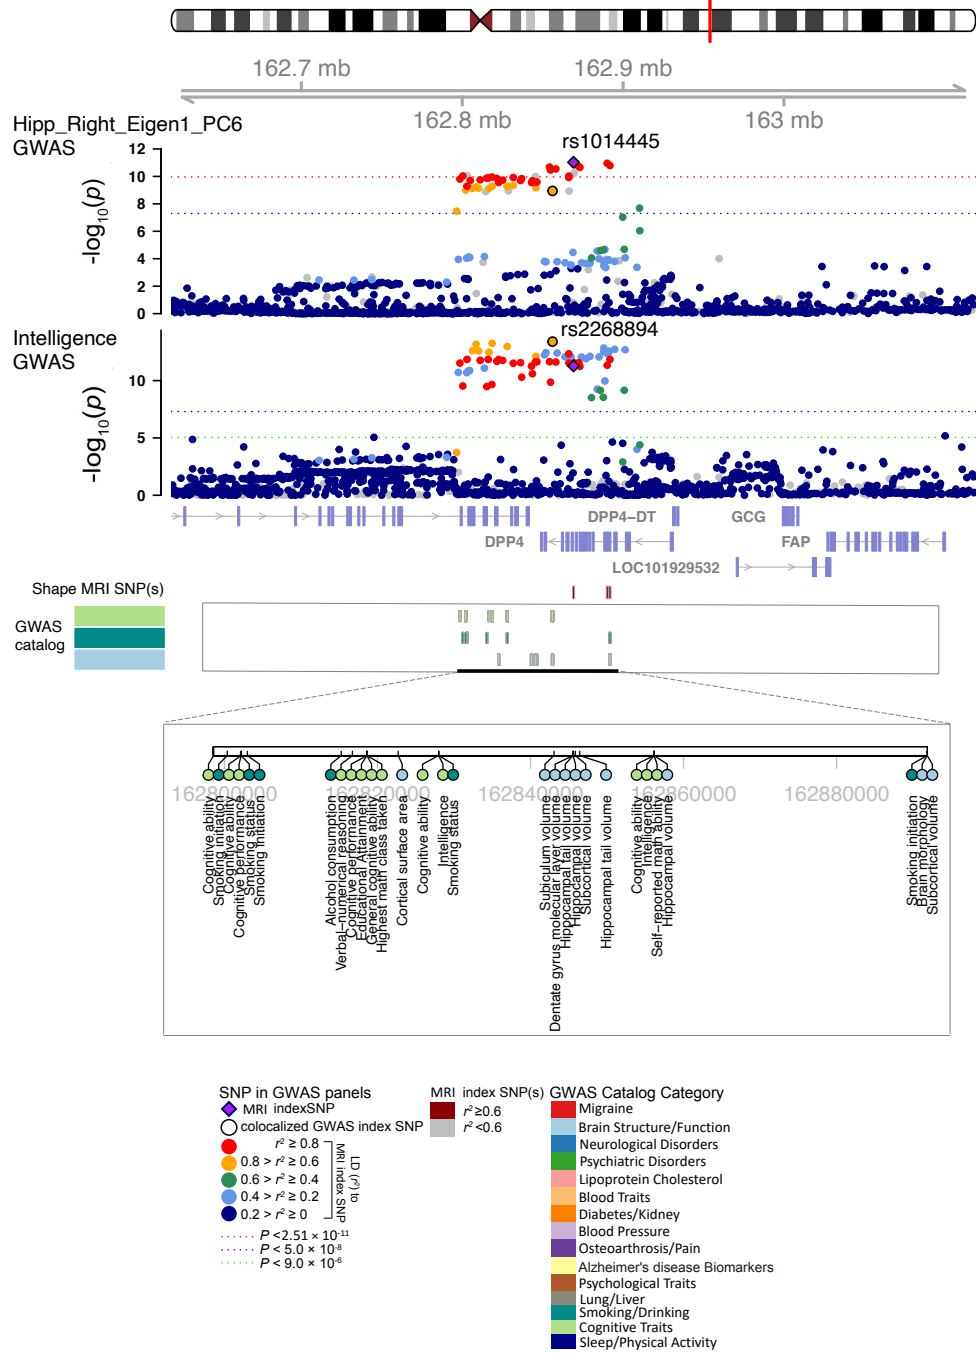 162.7 mb
162.9 mb
162.8 mb
163 mb
Hipp_Right_Eigen1_PC6
GWAS
rs1014445
-log10(p)
12
10
8
6
4
2
0
Intelligence
GWAS
rs2268894
-log10(p)
10
5
0
DPP4-DT
GCG
DPP4
FAP
LOC101929532
Shape MRI SNP(s)
GWAS
catalog
162800000
162820000
162840000
162860000
162880000
Cognitive ability
Smoking initiation
Cognitive ability
Cognitive performance
Smoking status
Smoking initiation
Alcohol consumption
Verbal-numerical reasoning
Cognitive performance
Educational Attainment
General cognitive ability
Highest math class taken
Cortical surface area
Cognitive ability
Intelligence
Smoking status
Subiculum volume
Dentate gyrus molecular layer volume
Hippocampal tail volume
Hippocampal volume
Subcortical volume
Hippocampal tail volume
Cognitive ability
Intelligence
Self-reported math ability
Hippocampal volume
Smoking initiation
Brain morphology
Subcortical volume
SNP in GWAS panels
MRI indexSNP
colocalized GWAS index SNP
r² ≥ 0.8
0.8 > r² ≥ 0.6
0.6 > r² ≥ 0.4
0.4 > r² ≥ 0.2
0.2 > r² ≥ 0
LD (r²) to
MRI index SNP
P <2.51 × 10⁻¹¹
P < 5.0 × 10⁻⁸
P < 9.0 × 10⁻⁶
MRI index SNP(s)
r²≥0.6
r²<0.6
GWAS Catalog Category
Migraine
Brain Structure/Function
Neurological Disorders
Psychiatric Disorders
Lipoprotein Cholesterol
Blood Traits
Diabetes/Kidney
Blood Pressure
Osteoarthrosis/Pain
Alzheimer's disease Biomarkers
Psychological Traits
Lung/Liver
Smoking/Drinking
Cognitive Traits
Sleep/Physical Activity